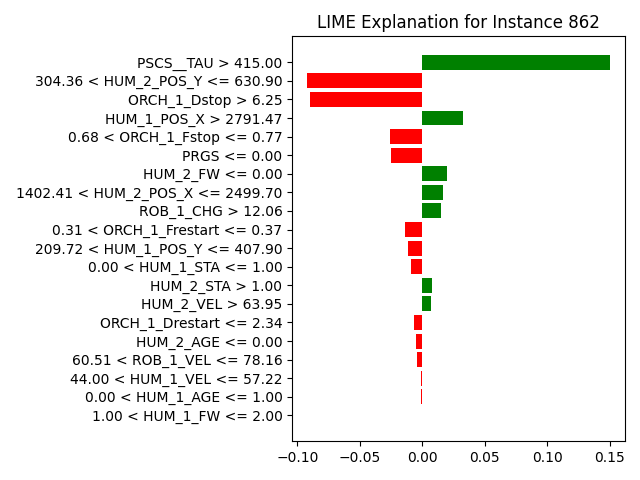 LIME Explanation for Instance 862
PSCS__TAU > 415.00
304.36 < HUM_2_POS_Y <= 630.90
ORCH_1_Dstop > 6.25
HUM_1_POS_X > 2791.47
0.68 < ORCH_1_Fstop <= 0.77
PRGS <= 0.00
HUM_2_FW <= 0.00
1402.41 < HUM_2_POS_X <= 2499.70
ROB_1_CHG > 12.06
0.31 < ORCH_1_Frestart <= 0.37
209.72 < HUM_1_POS_Y <= 407.90
0.00 < HUM_1_STA <= 1.00
HUM_2_STA > 1.00
HUM_2_VEL > 63.95
ORCH_1_Drestart <= 2.34
HUM_2_AGE <= 0.00
60.51 < ROB_1_VEL <= 78.16
44.00 < HUM_1_VEL <= 57.22
0.00 < HUM_1_AGE <= 1.00
1.00 < HUM_1_FW <= 2.00
−0.10 −0.05 0.00 0.05 0.10 0.15